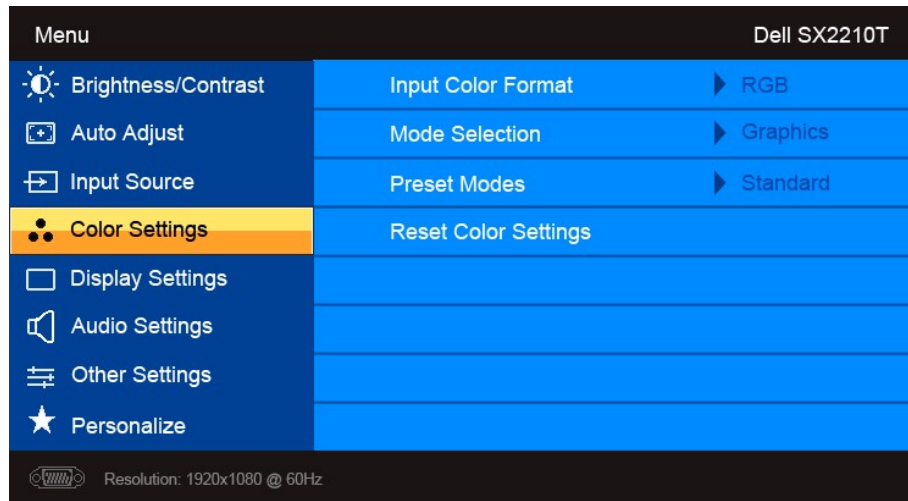 Menu Dell SX2210T
Brightness/Contrast Input Color Format RGB
Auto Adjust Mode Selection Graphics
Input Source Preset Modes Standard
Color Settings Reset Color Settings
Display Settings
Audio Settings
Other Settings
Personalize
Resolution: 1920x1080 @ 60Hz